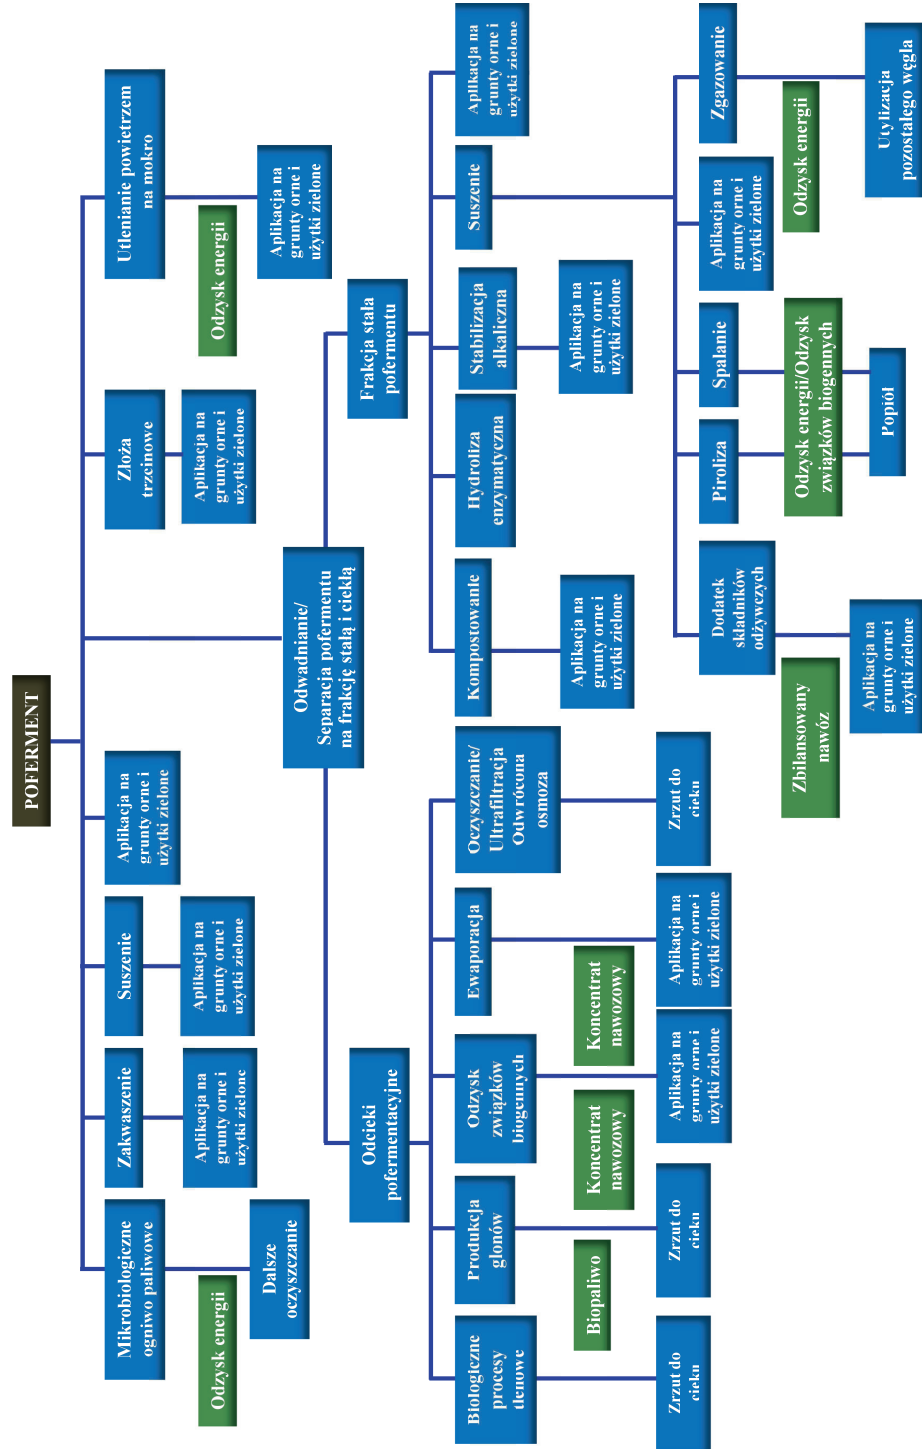 POFERMENT
Mikrobiologiczne
ogniwo paliwowe
Odzysk energii
Dalsze
oczyszczanie
Zakwaszenie
Aplikacja na
grunty orne i
użytki zielone
Suszenie
Aplikacja na
grunty orne i
użytki zielone
Aplikacja na
grunty orne i
użytki zielone
Odwadnianie/
Separacja pofermentu
na frakcję stałą i ciekłą
Złoża
trzcinowe
Aplikacja na
grunty orne i
użytki zielone
Utlenianie powietrzem
na mokro
Odzysk energii
Aplikacja na
grunty orne i
użytki zielone
Odcieki
pofermentacyjne
Frakcja stała
pofermentu
Biologiczne
procesy
tlenowe
Zrzut do
cieku
Produkcja
glonów
Biopaliwo
Zrzut do
cieku
Odzysk
związków
biogennych
Koncentrat
nawozowy
Aplikacja na
grunty orne i
użytki zielone
Ewaporacja
Koncentrat
nawozowy
Aplikacja na
grunty orne i
użytki zielone
Oczyszczanie/
Ultrafiltracja
Odwrócona
osmoza
Zrzut do
cieku
Kompostowanie
Aplikacja na
grunty orne i
użytki zielone
Hydroliza
enzymatyczna
Stabilizacja
alkaliczna
Aplikacja na
grunty orne i
użytki zielone
Suszenie
Aplikacja na
grunty orne i
użytki zielone
Dodatek
składników
odżywczych
Zbilansowany
nawóz
Aplikacja na
grunty orne i
użytki zielone
Piroliza
Spalanie
Odzysk energii/Odzysk
związków biogennych
Popiół
Aplikacja na
grunty orne i
użytki zielone
Zgazowanie
Odzysk energii
Utylizacja
pozostałego węgla